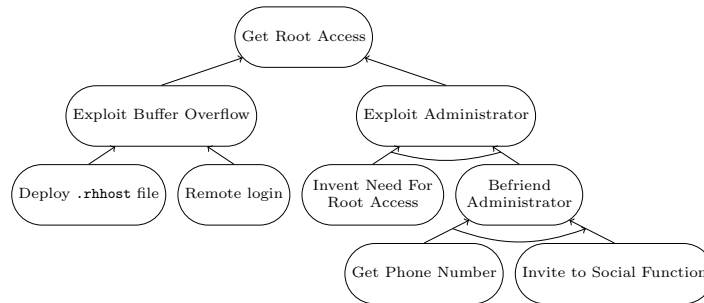 Get Root Access
Exploit Buffer Overflow
Exploit Administrator
Deploy .rhhost file
Remote login
Invent Need For
Root Access
Befriend
Administrator
Get Phone Number
Invite to Social Function